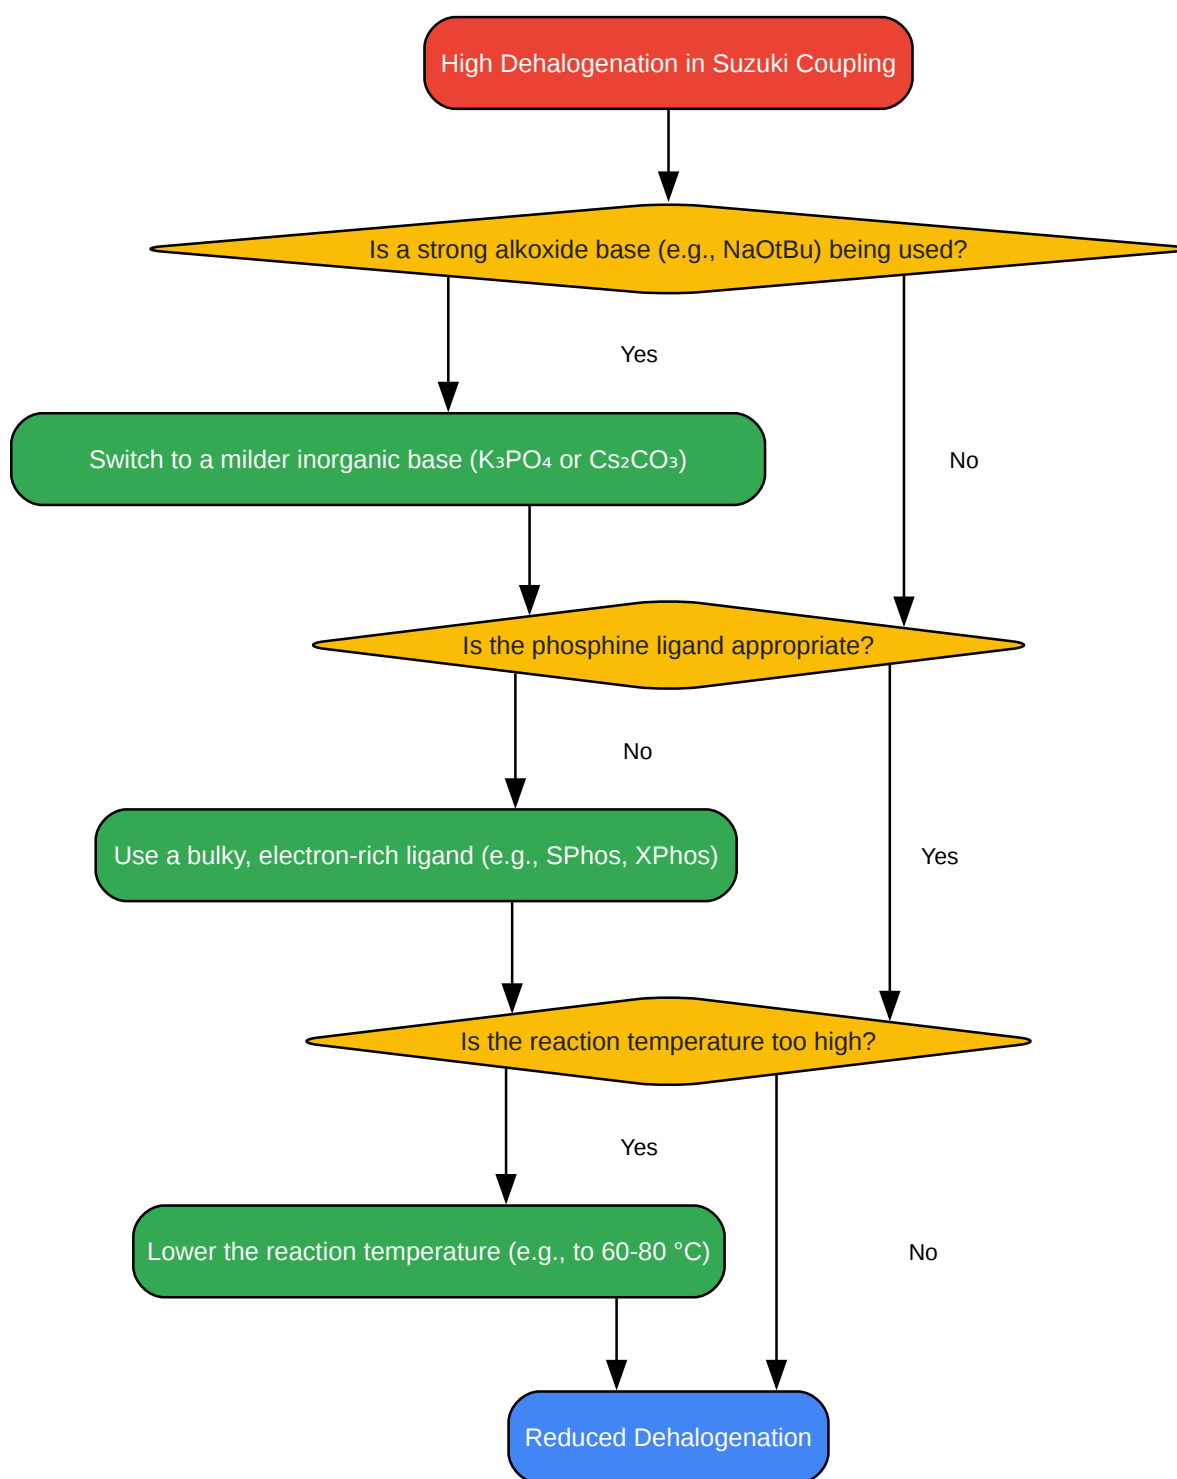 High Dehalogenation in Suzuki Coupling
Is a strong alkoxide base (e.g., NaOtBu) being used?
Yes
Switch to a milder inorganic base (K₃PO₄ or Cs₂CO₃)
No
Is the phosphine ligand appropriate?
No
Use a bulky, electron-rich ligand (e.g., SPhos, XPhos)
Yes
Is the reaction temperature too high?
Yes
Lower the reaction temperature (e.g., to 60-80 °C)
No
Reduced Dehalogenation